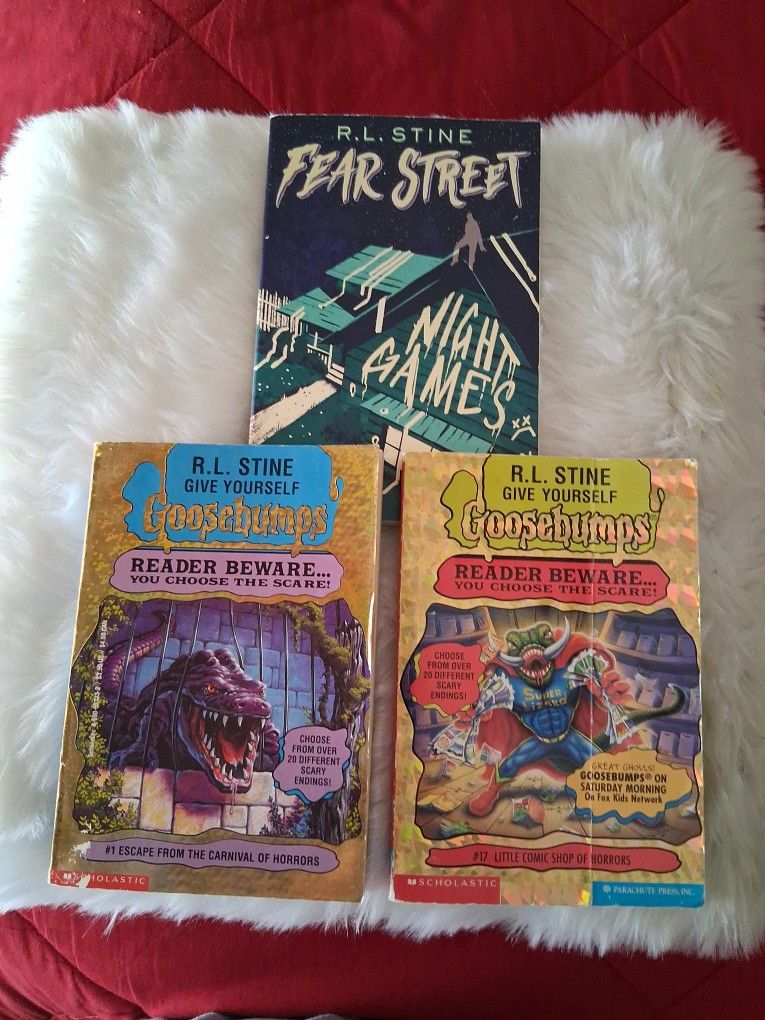 R.L. STINE
FEAR STREET
NIGHT
GAMES
R.L. STINE
GIVE YOURSELF
Goosebumps
READER BEWARE...
YOU CHOOSE THE SCARE!
CHOOSE
FROM OVER
20 DIFFERENT
SCARY
ENDINGS!
#1 ESCAPE FROM THE CARNIVAL OF HORRORS
SCHOLASTIC
R.L. STINE
GIVE YOURSELF
Goosebumps
READER BEWARE...
YOU CHOOSE THE SCARE!
CHOOSE
FROM OVER
20 DIFFERENT
SCARY
ENDINGS!
SUPER
LIZARD
GREAT GHOULS!
GOOSEBUMPS® ON
SATURDAY MORNING
On Fox Kids Network
#17 LITTLE COMIC SHOP OF HORRORS
SCHOLASTIC
PARACHUTE PRESS, INC.